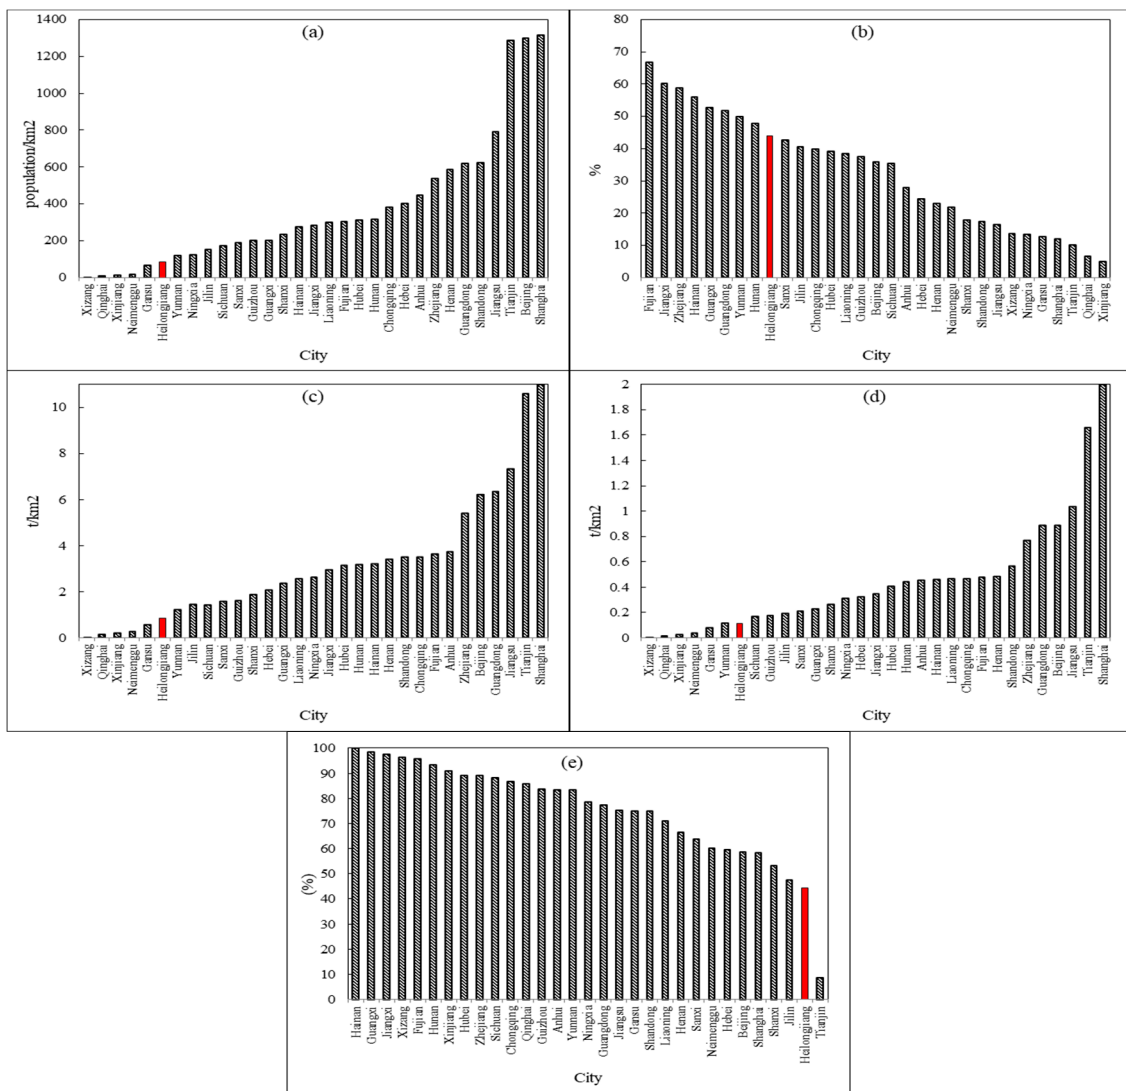 (a)
population/km2
1400
1200
1000
800
600
400
200
0
Xizang
Qinghai
Xinjiang
Neimenggu
Gansu
Heilongjiang
Yunnan
Ningxia
Jilin
Sichuan
Sanxi
Guizhou
Guangxi
Shanxi
Hainan
Jiangxi
Liaoning
Fujian
Hubei
Hunan
Chongqing
Hebei
Anhui
Zhejiang
Henan
Guangdong
Shandong
Jiangsu
Tianjin
Beijing
Shanghai
City
(b)
%
80
70
60
50
40
30
20
10
0
Fujian
Jiangxi
Zhejiang
Hainan
Guangxi
Guangdong
Yunnan
Hunan
Heilongjiang
Sanxi
Jilin
Chongqing
Hubei
Liaoning
Guizhou
Beijing
Sichuan
Anhui
Hebei
Henan
Neimenggu
Shanxi
Shandong
Jiangsu
Xizang
Ningxia
Gansu
Shanghai
Tianjin
Qinghai
Xinjiang
City
(c)
t/km2
10
8
6
4
2
0
Xizang
Qinghai
Xinjiang
Neimenggu
Gansu
Heilongjiang
Yunnan
Jilin
Sichuan
Sanxi
Guizhou
Shanxi
Hebei
Guangxi
Liaoning
Ningxia
Jiangxi
Hubei
Hunan
Hainan
Henan
Shandong
Chongqing
Fujian
Anhui
Zhejiang
Beijing
Guangdong
Jiangsu
Tianjin
Shanghai
City
(d)
t/km2
2
1.8
1.6
1.4
1.2
1
0.8
0.6
0.4
0.2
0
Xizang
Qinghai
Xinjiang
Neimenggu
Gansu
Yunnan
Heilongjiang
Sichuan
Guizhou
Jilin
Sanxi
Guangxi
Shanxi
Ningxia
Hebei
Jiangxi
Hubei
Hunan
Anhui
Hainan
Liaoning
Chongqing
Fujian
Henan
Shandong
Zhejiang
Guangdong
Beijing
Jiangsu
Tianjin
Shanghai
City
(e)
(%)
100
90
80
70
60
50
40
30
20
10
0
Hainan
Guangxi
Jiangxi
Xizang
Fujian
Hunan
Xinjiang
Hubei
Zhejiang
Sichuan
Chongqing
Qinghai
Guizhou
Anhui
Yunnan
Ningxia
Guangdong
Jiangsu
Gansu
Shandong
Liaoning
Henan
Sanxi
Neimenggu
Hebei
Beijing
Shanghai
Shanxi
Jilin
Heilongjiang
Tianjin
City